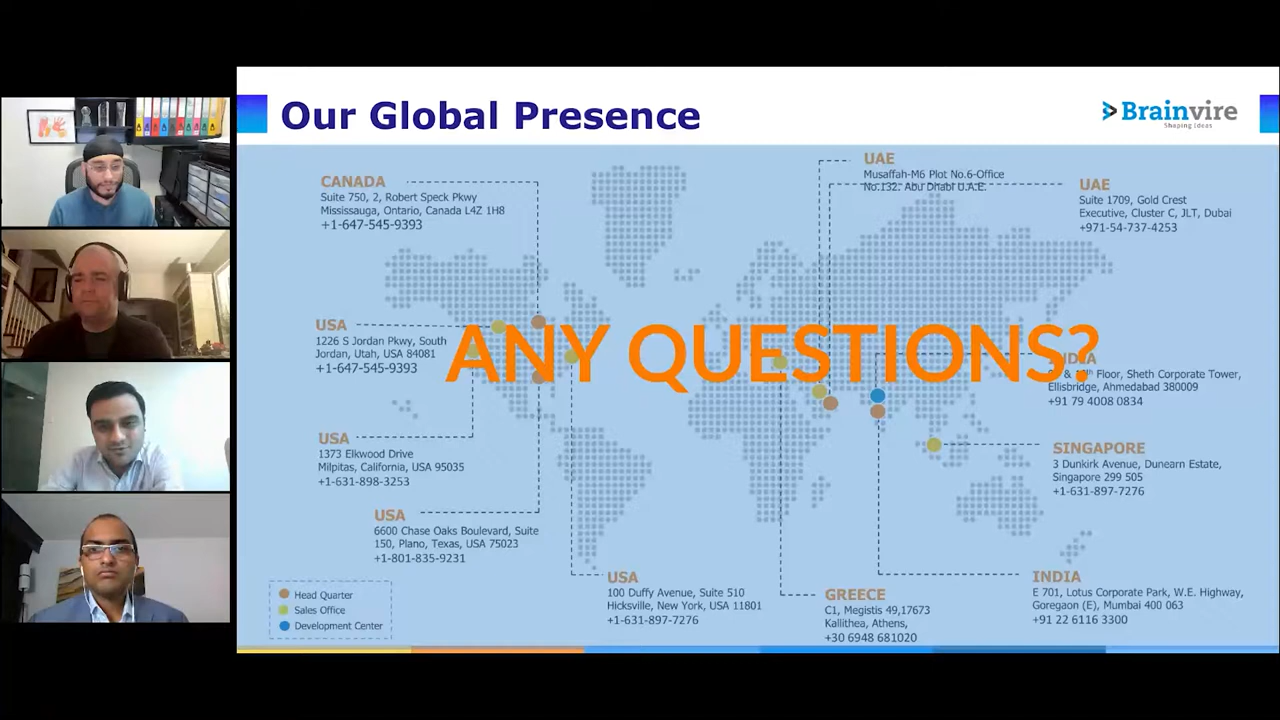 Our Global Presence
Brainvire
Shaping ideas
CANADA
Suite 750, 2, Robert Speck Pkwy
Mississauga, Ontario, Canada L4Z 1H8
+1-647-545-9393
UAE
Musaffah-M6 Plot No.6-Office
No.132. Abu Dhabi U.A.E.
UAE
Suite 1709, Gold Crest
Executive, Cluster C, JLT, Dubai
+971-54-737-4253
USA
1226 S Jordan Pkwy, South
Jordan, Utah, USA 84081
+1-647-545-9393
ANY QUESTIONS?
Floor, Sheth Corporate Tower,
Ellisbridge, Ahmedabad 380009
+91 79 4008 0834
USA
1373 Elkwood Drive
Milpitas, California, USA 95035
+1-631-898-3253
SINGAPORE
3 Dunkirk Avenue, Dunearn Estate,
Singapore 299 505
+1-631-897-7276
USA
6600 Chase Oaks Boulevard, Suite
150, Plano, Texas, USA 75023
+1-801-835-9231
USA
100 Duffy Avenue, Suite 510
Hicksville, New York, USA 11801
+1-631-897-7276
GREECE
C1, Megistis 49,17673
Kallithea, Athens,
+30 6948 681020
INDIA
E 701, Lotus Corporate Park, W.E. Highway,
Goregaon (E), Mumbai 400 063
+91 22 6116 3300
Head Quarter
Sales Office
Development Center